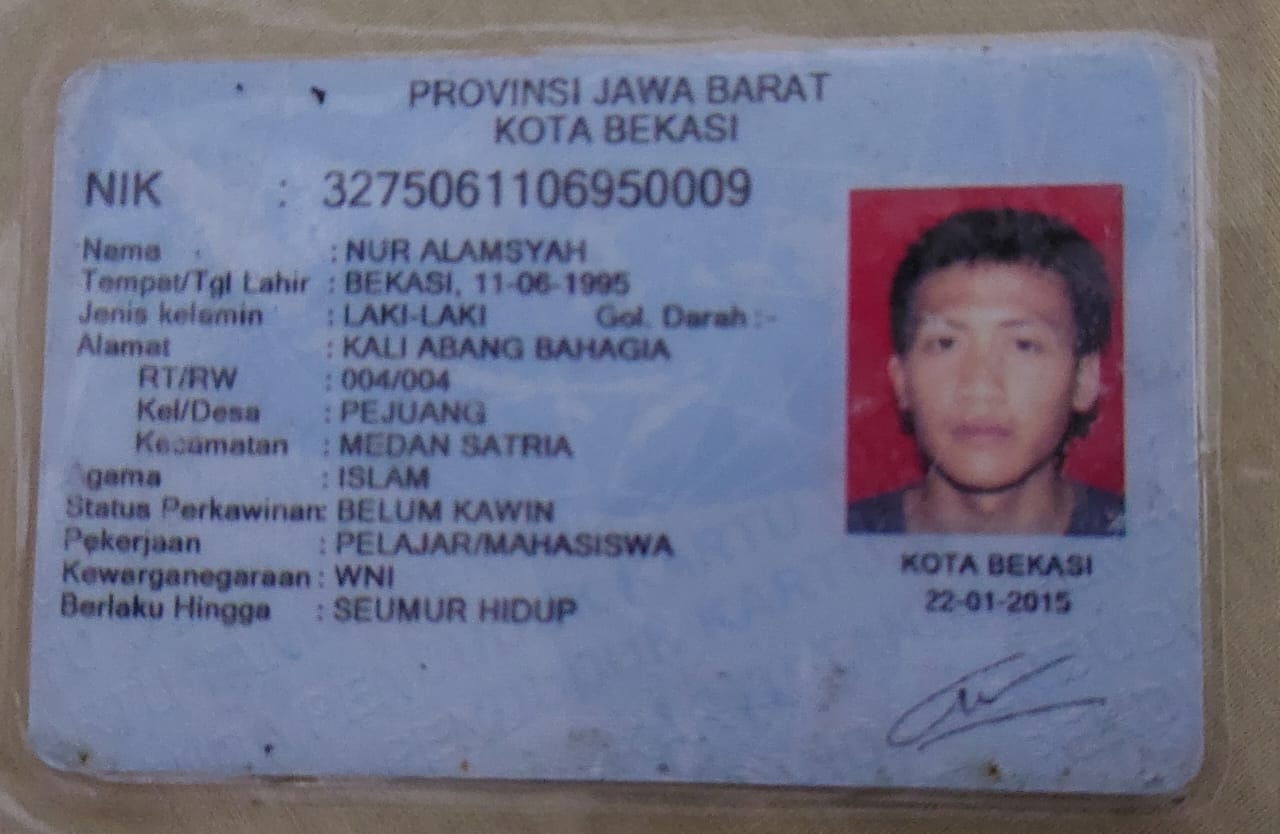 PROVINSI JAWA BARAT
KOTA BEKASI
NIK : 3275061106950009
Nama : NUR ALAMSYAH
Tempat/Tgl Lahir : BEKASI, 11-06-1995
Jenis kelamin : LAKI-LAKI Gol. Darah :-
Alamat : KALI ABANG BAHAGIA
RT/RW : 004/004
Kel/Desa : PEJUANG
Kecamatan : MEDAN SATRIA
Agama : ISLAM
Status Perkawinan: BELUM KAWIN
Pekerjaan : PELAJAR/MAHASISWA
Kewarganegaraan : WNI
Berlaku Hingga : SEUMUR HIDUP
KOTA BEKASI
22-01-2015